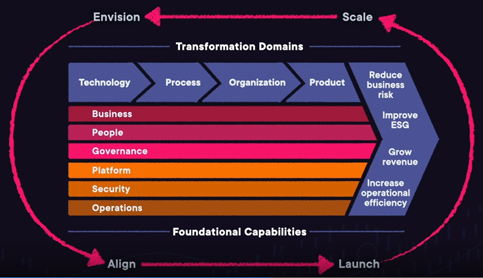 Envision
Scale
Transformation Domains
Technology
Process
Organization
Product
Reduce
business
risk
Improve
ESG
Grow
revenue
Increase
operational
efficiency
Business
People
Governance
Platform
Security
Operations
Foundational Capabilities
Align
Launch